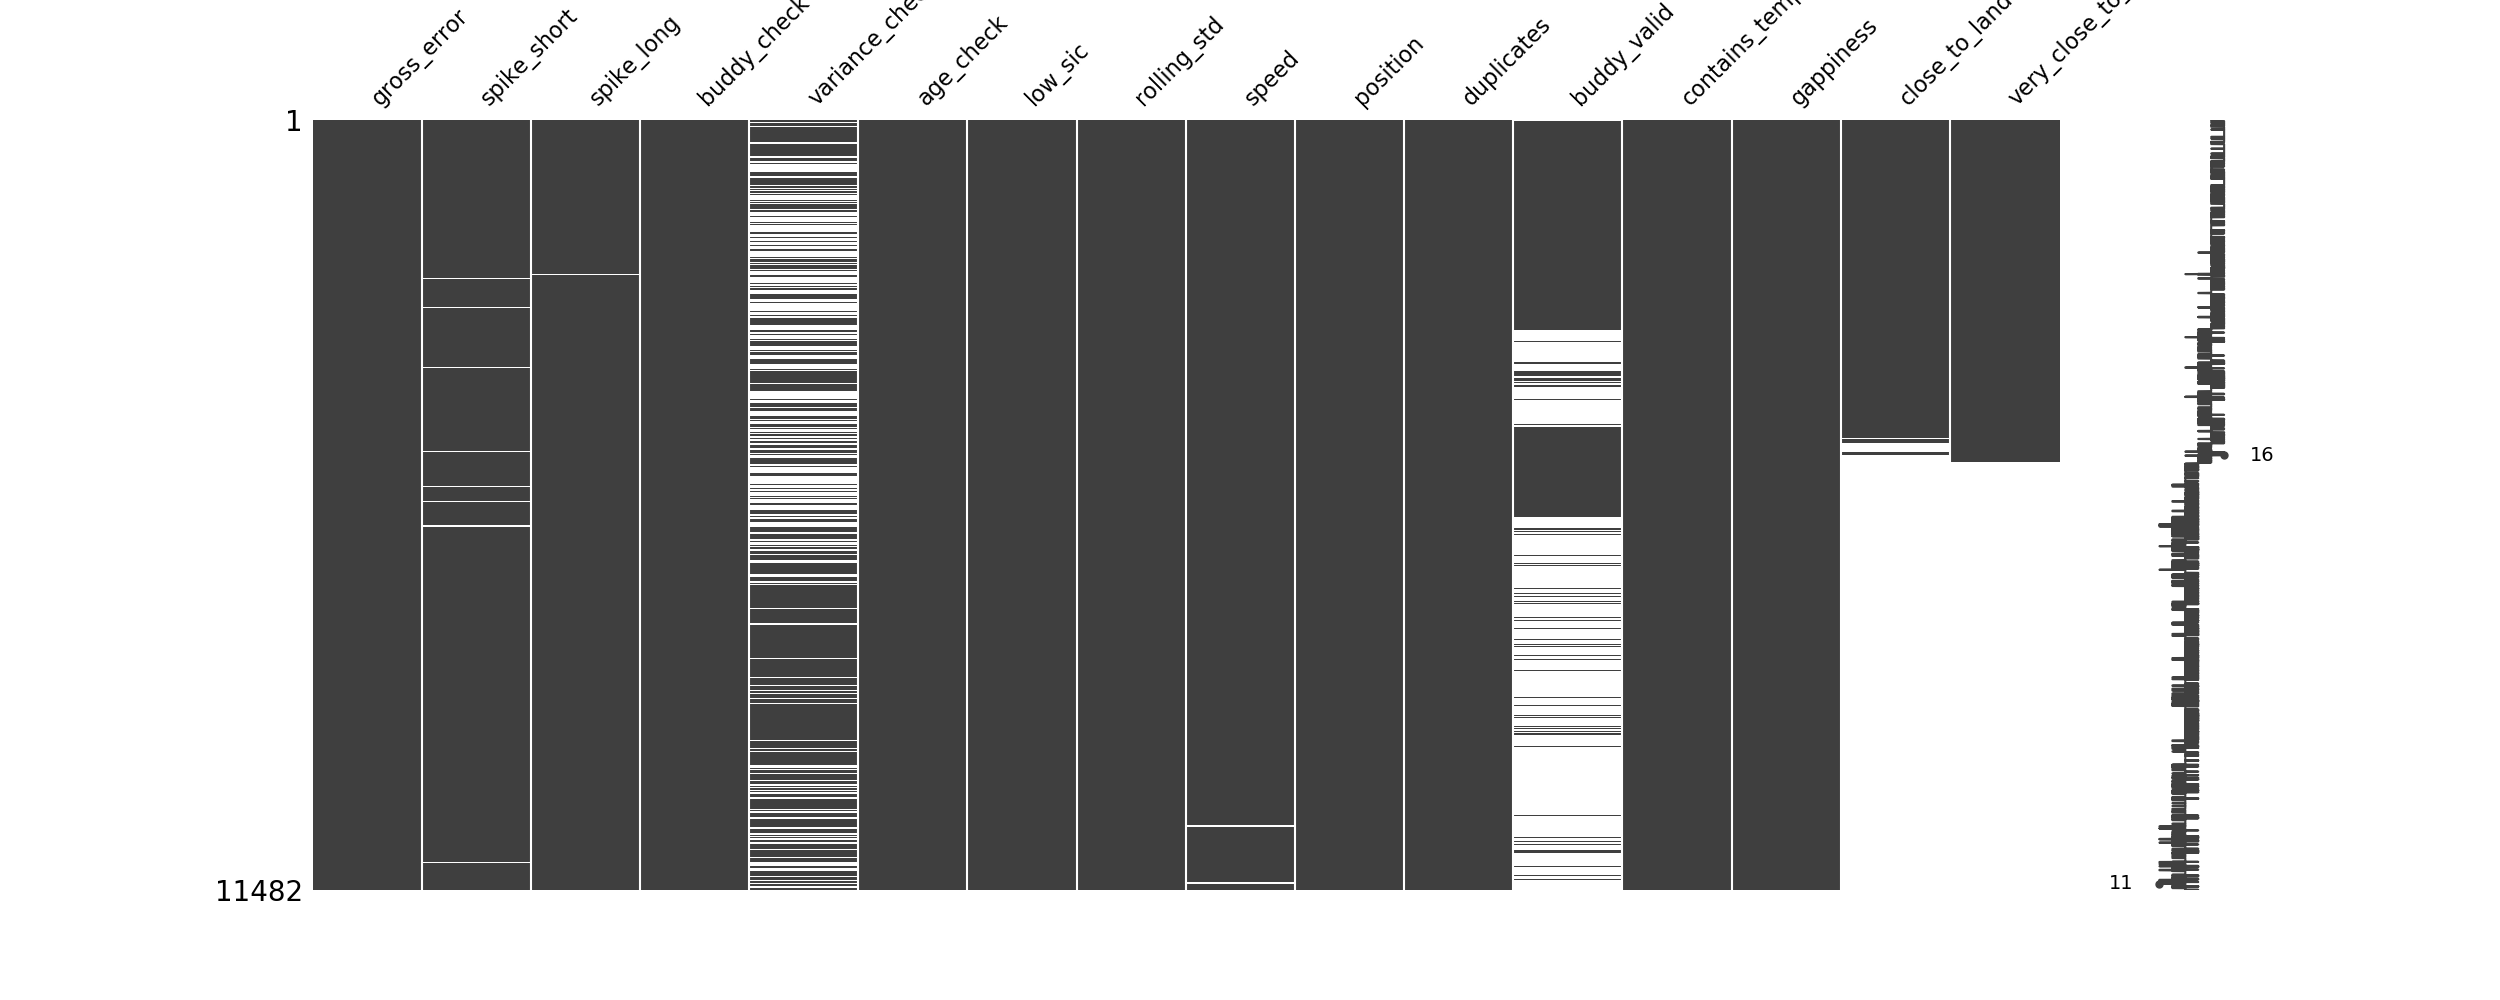 gross_error
spike_short
spike_long
buddy_check
age_check
low_sic
rolling_std
speed
position
duplicates
buddy_valid
gappiness
close_to_land
1
16
11
11482